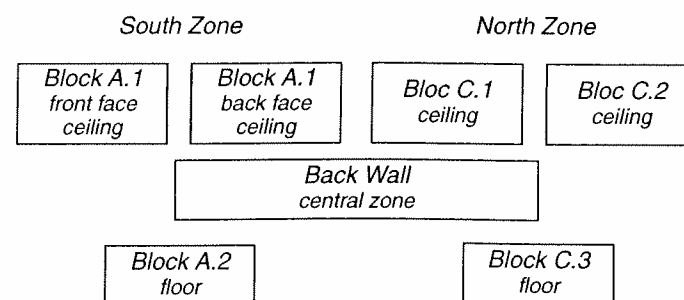 South Zone
North Zone
Block A.1
front face
ceiling
Block A.1
back face
ceiling
Bloc C.1
ceiling
Bloc C.2
ceiling
Back Wall
central zone
Block A.2
floor
Block C.3
floor